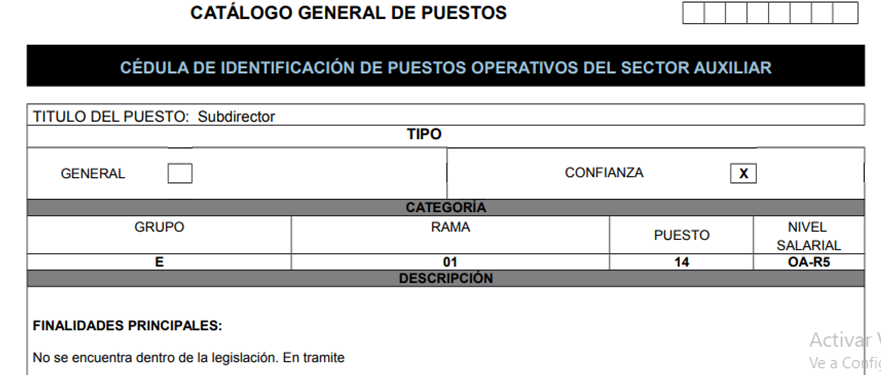 CATÁLOGO GENERAL DE PUESTOS
CÉDULA DE IDENTIFICACIÓN DE PUESTOS OPERATIVOS DEL SECTOR AUXILIAR
TITULO DEL PUESTO: Subdirector
TIPO
GENERAL CONFIANZA X
CATEGORÍA
GRUPO RAMA PUESTO NIVEL SALARIAL
E 01 14 OA-R5
DESCRIPCIÓN
FINALIDADES PRINCIPALES:
No se encuentra dentro de la legislación. En tramite
Activar
Ve a